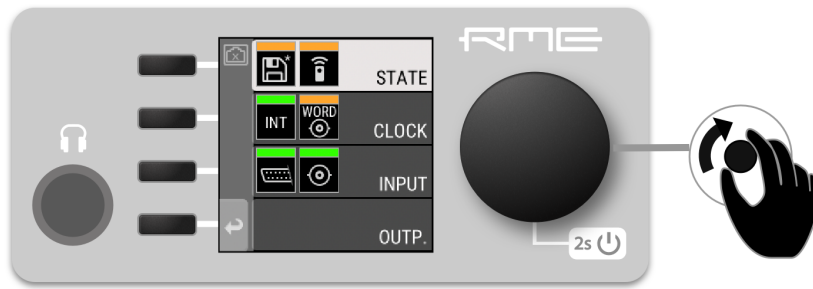 RME
* STATE
INT WORD CLOCK
INPUT
OUTP.
2s